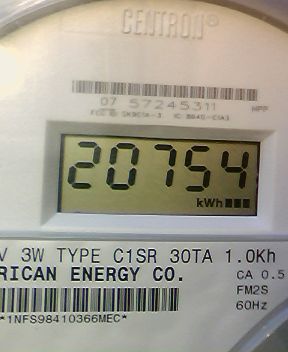 CENTRON®
07 57245311
20754
kWh
V 3W TYPE C1SR 30TA 1.0Kh
RICAN ENERGY CO.
CA 0.5
FM2S
60Hz
*1NFS98410366MEC*